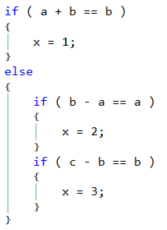 if ( a + b == b )
{
x = 1;
}
else
{
if ( b - a == a )
{
x = 2;
}
if ( c - b == b )
{
x = 3;
}
}